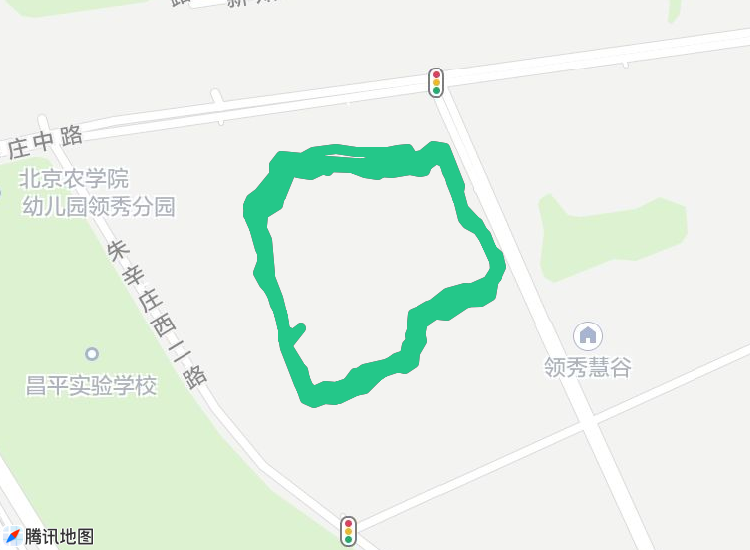 庄中路
北京农学院
幼儿园领秀分园
朱辛庄西二路
昌平实验学校
领秀慧谷
腾讯地图